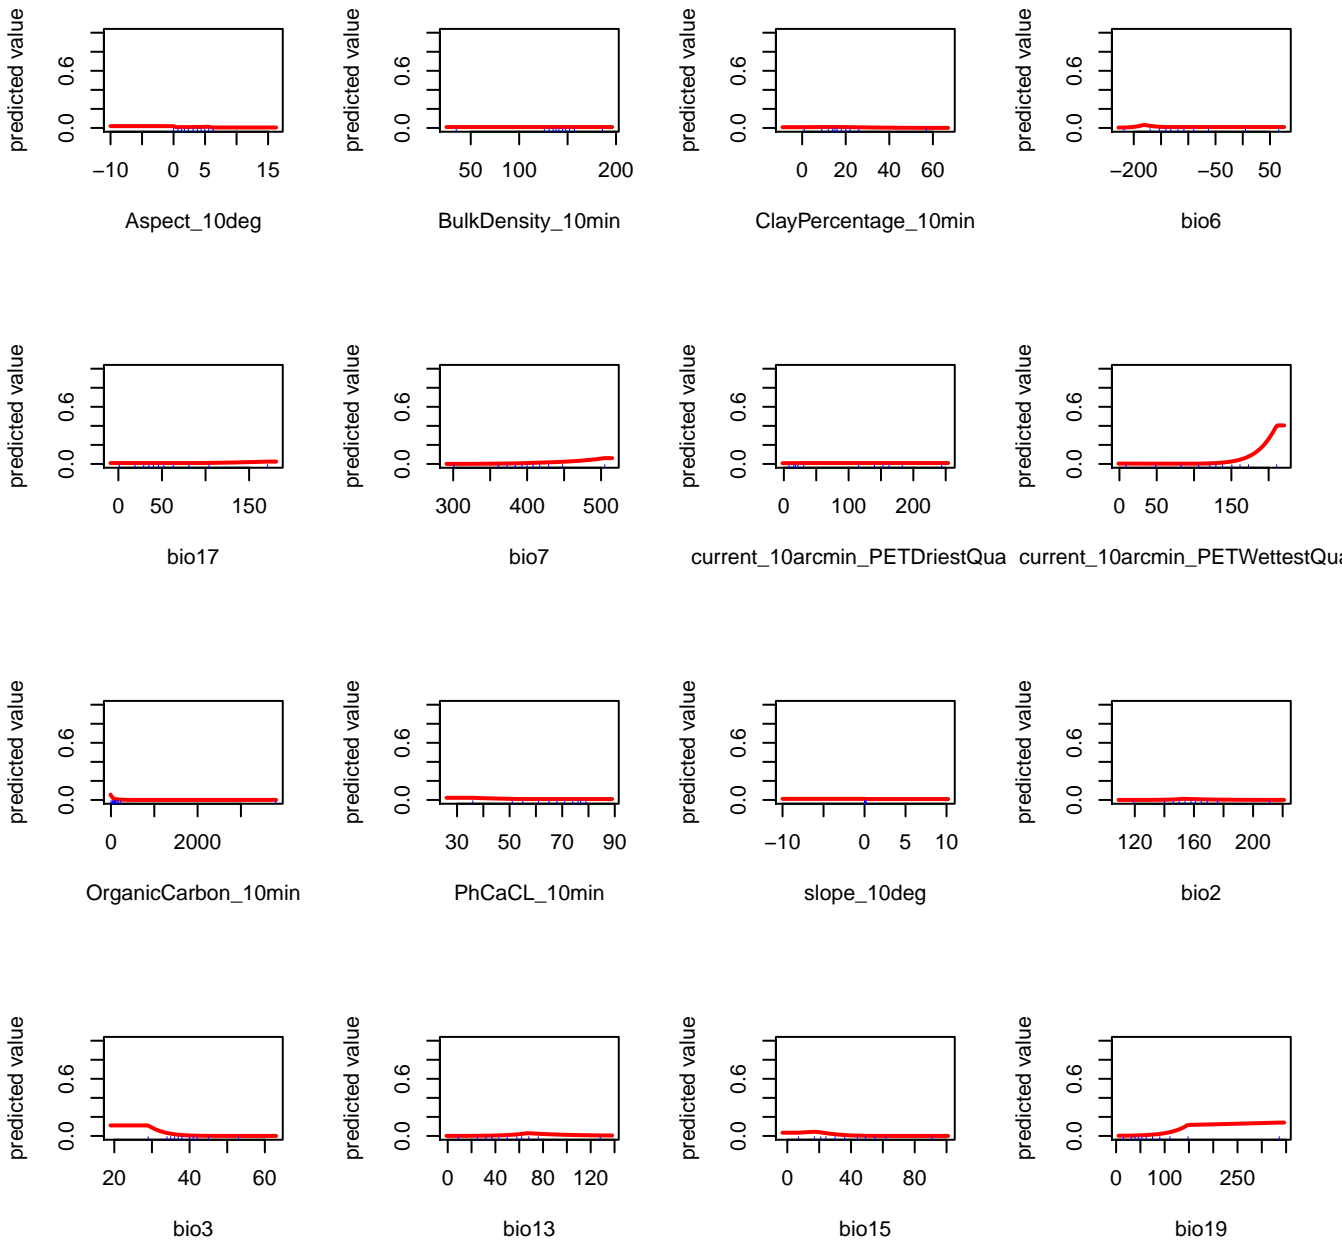 predicted value predicted value predicted value predicted value
0.0 0.6 0.0 0.6 0.0 0.6 0.0 0.6
−10 0 5 15 50 100 200 0 20 40 60 −200 −50 50
Aspect_10deg BulkDensity_10min ClayPercentage_10min bio6
predicted value predicted value predicted value predicted value
0.0 0.6 0.0 0.6 0.0 0.6 0.0 0.6
0 50 150 300 400 500 0 100 200 0 50 150
bio17 bio7 current_10arcmin_PETDriestQua current_10arcmin_PETWettestQua
predicted value predicted value predicted value predicted value
0.0 0.6 0.0 0.6 0.0 0.6 0.0 0.6
0 2000 30 50 70 90 −10 0 5 10 120 160 200
OrganicCarbon_10min PhCaCL_10min slope_10deg bio2
predicted value predicted value predicted value predicted value
0.0 0.6 0.0 0.6 0.0 0.6 0.0 0.6
20 40 60 0 40 80 120 0 40 80 0 100 250
bio3 bio13 bio15 bio19